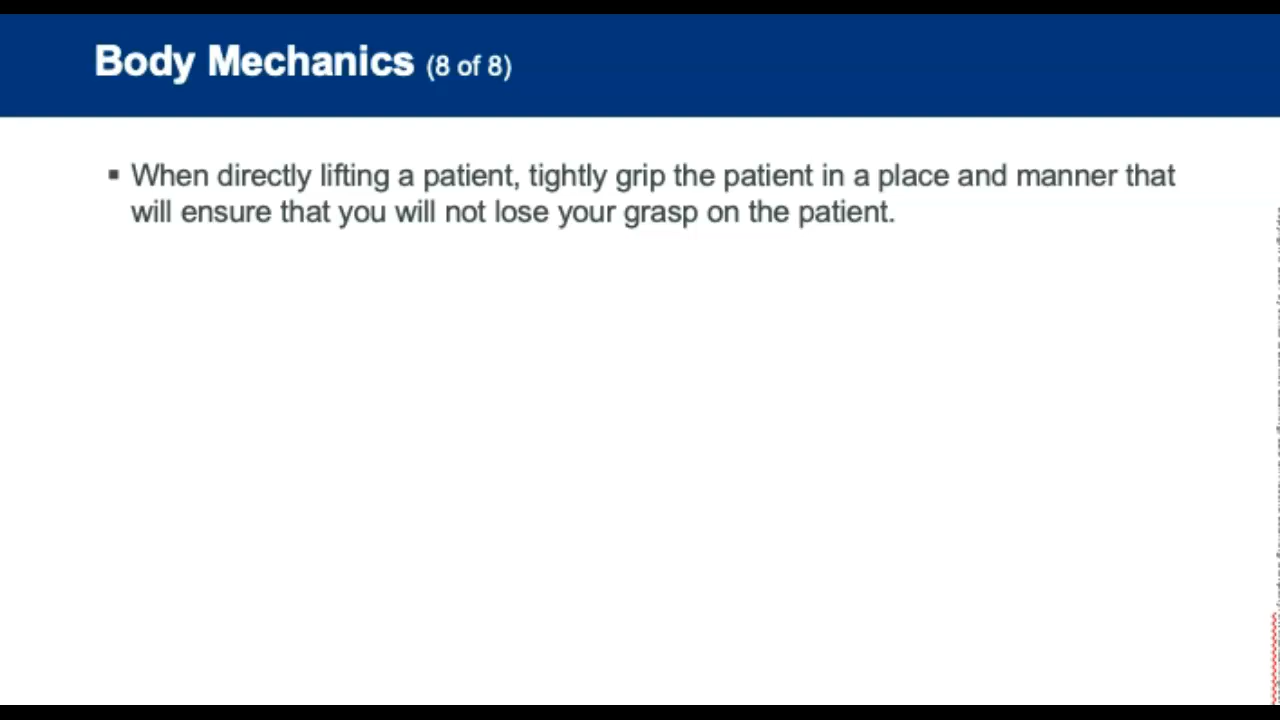 Body Mechanics (8 of 8)
▪ When directly lifting a patient, tightly grip the patient in a place and manner that
will ensure that you will not lose your grasp on the patient.